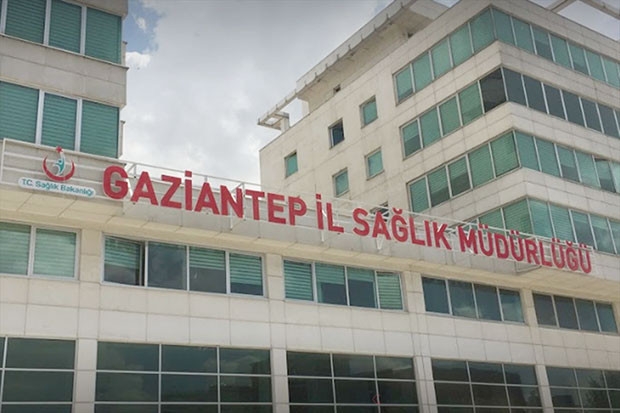 T.C. Sağlık Bakanlığı
GAZİANTEP İL SAĞLIK MÜDÜRLÜĞÜ